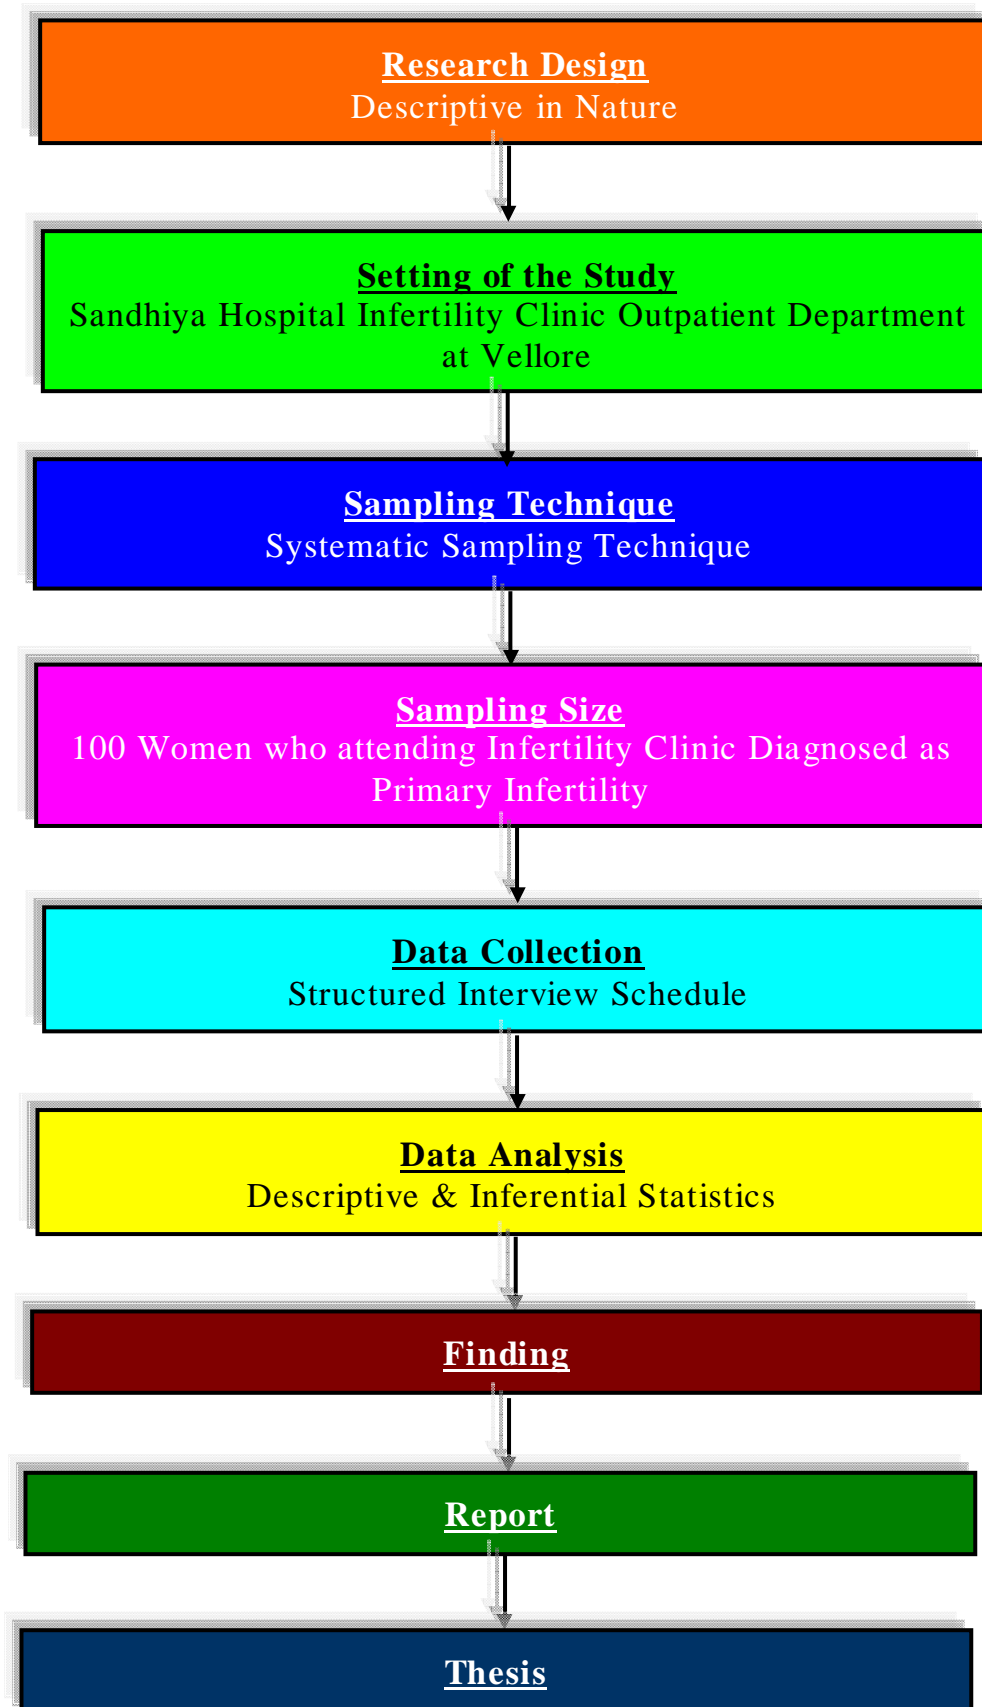 Research Design
Descriptive in Nature
Setting of the Study
Sandhiya Hospital Infertility Clinic Outpatient Department
at Vellore
Sampling Technique
Systematic Sampling Technique
Sampling Size
100 Women who attending Infertility Clinic Diagnosed as
Primary Infertility
Data Collection
Structured Interview Schedule
Data Analysis
Descriptive & Inferential Statistics
Finding
Report
Thesis